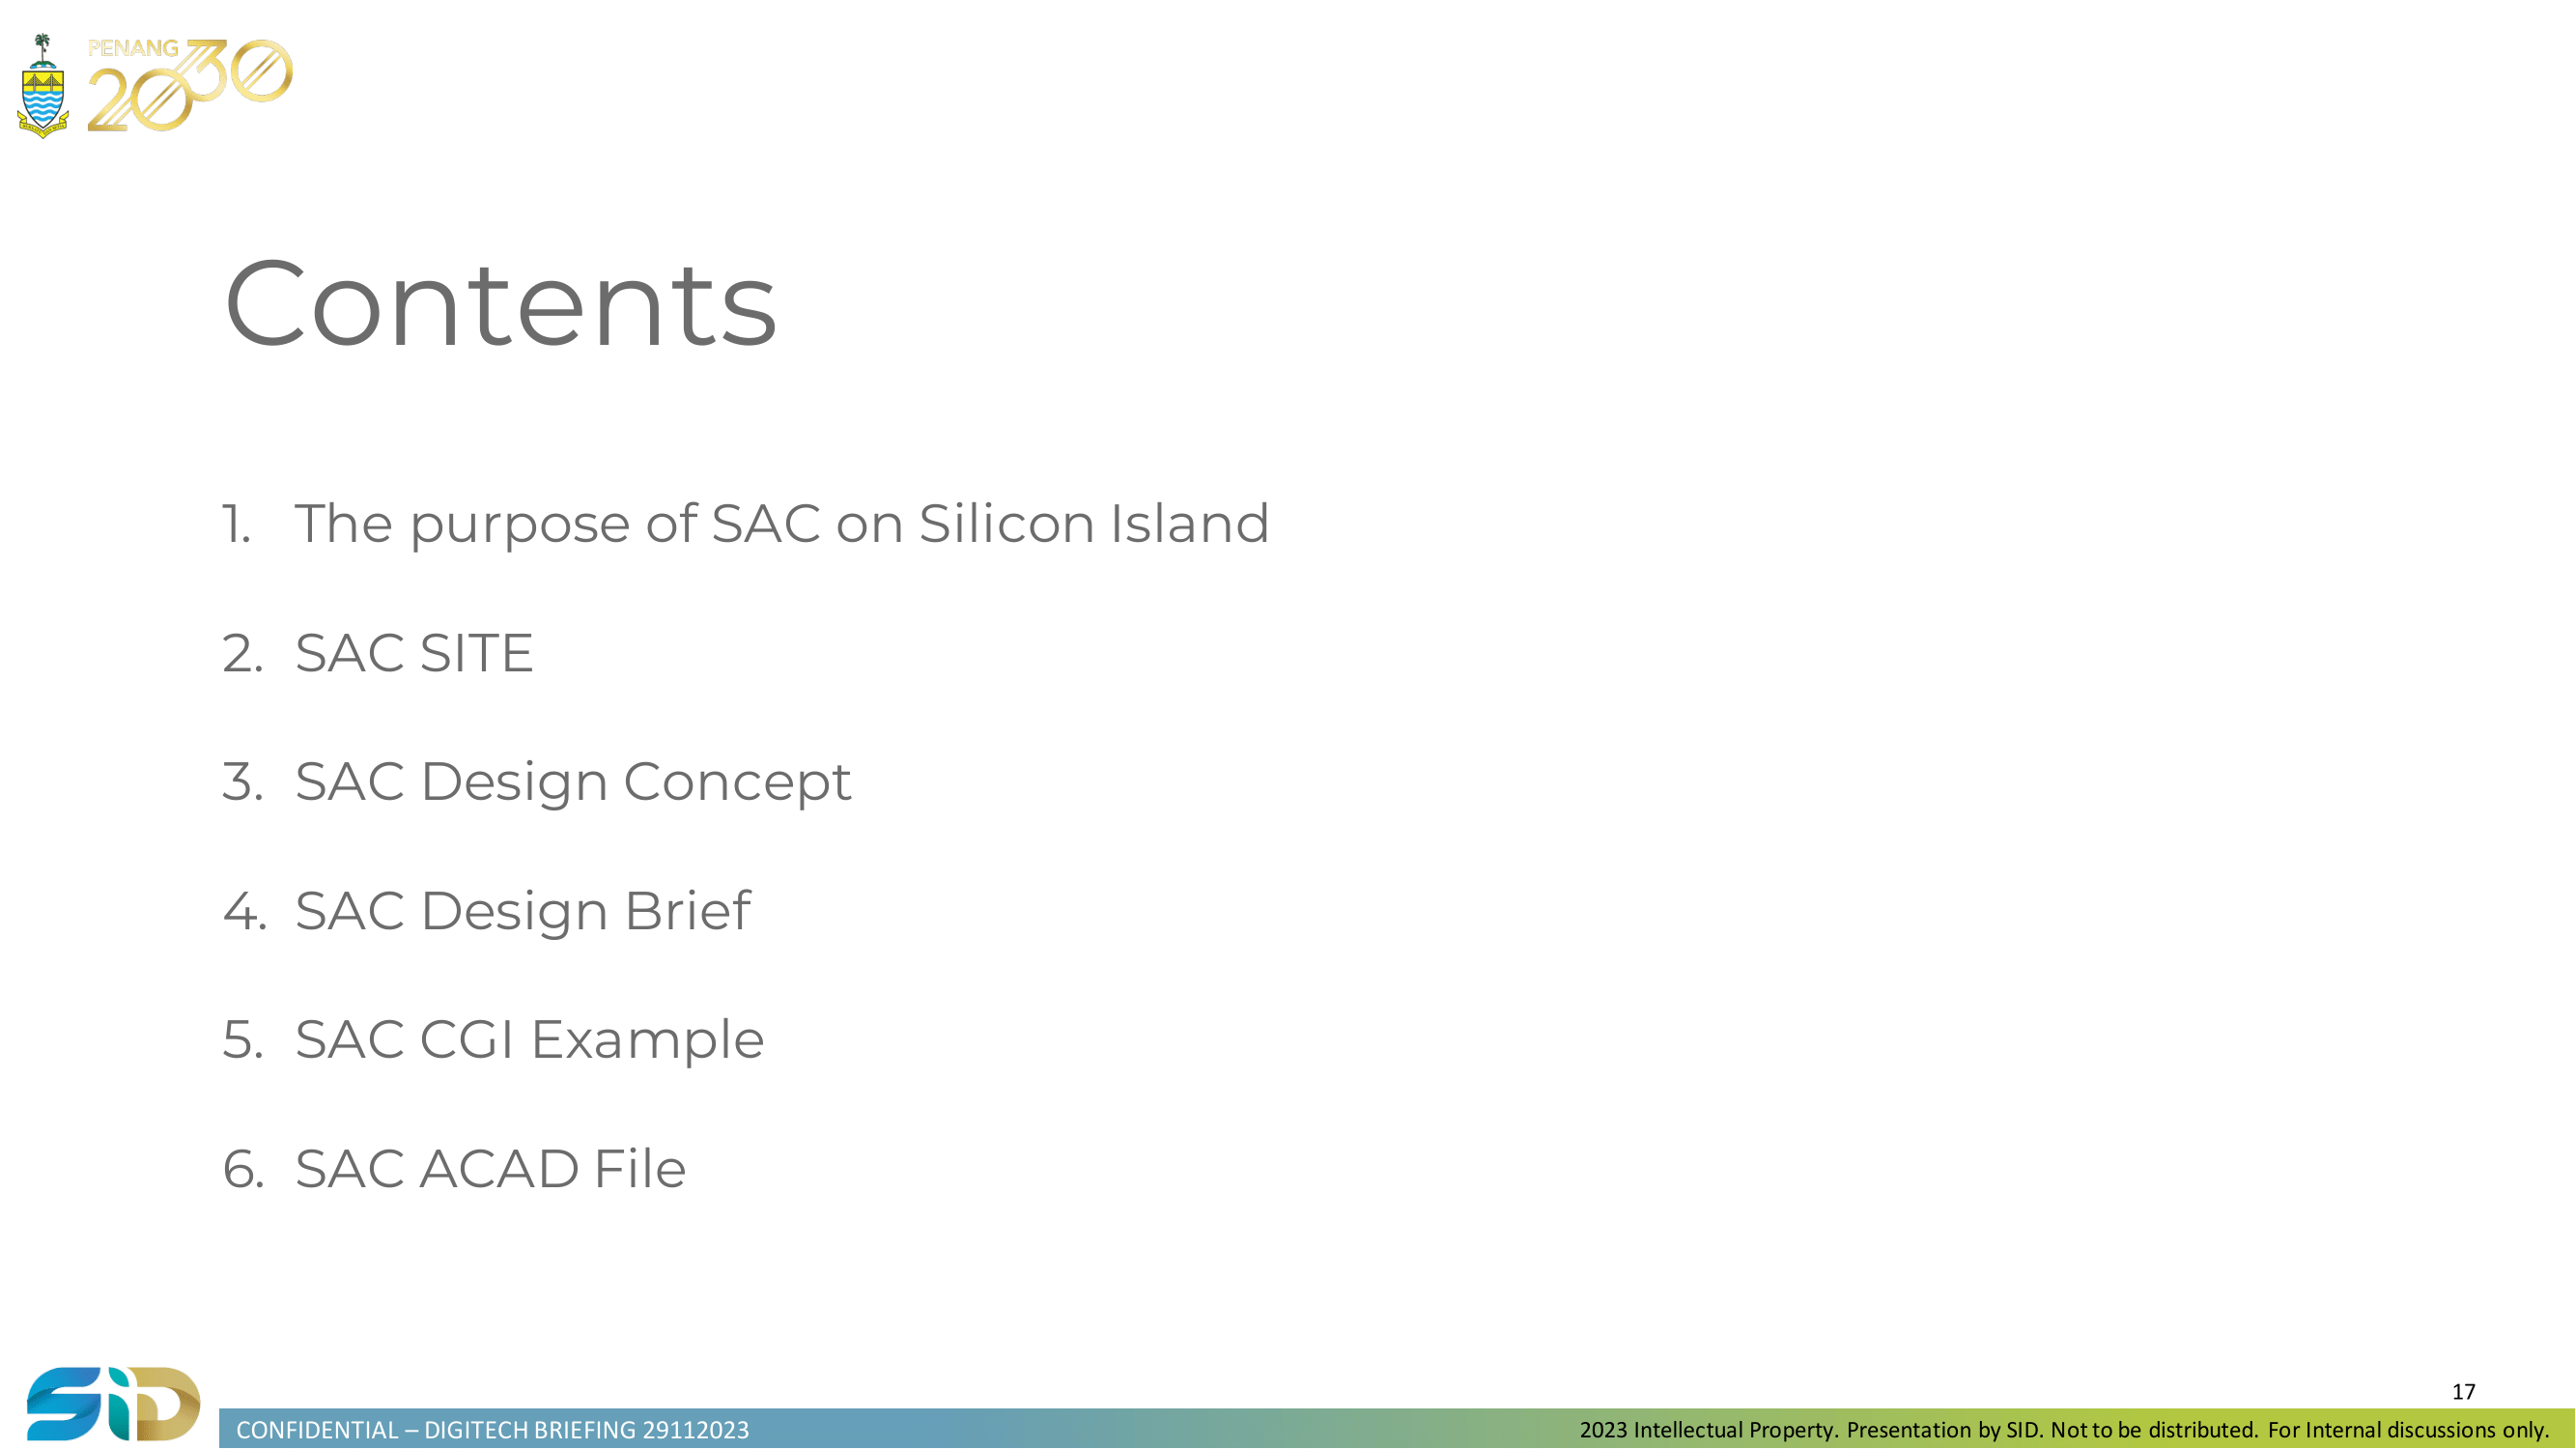 PENANG
2030
Contents
1. The purpose of SAC on Silicon Island
2. SAC SITE
3. SAC Design Concept
4. SAC Design Brief
5. SAC CGI Example
6. SAC ACAD File
17
SiD
CONFIDENTIAL – DIGITECH BRIEFING 29112023
2023 Intellectual Property. Presentation by SID. Not to be distributed. For Internal discussions only.